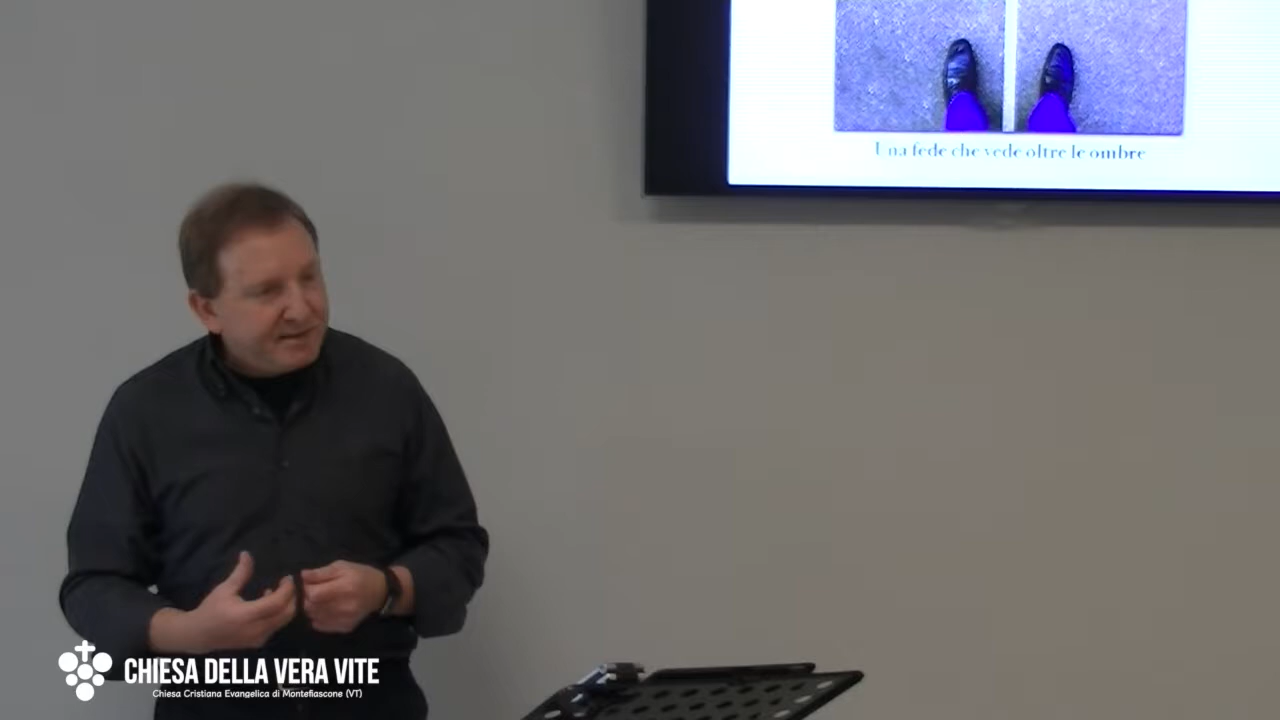 Una fede che vede oltre le ombre
CHIESA DELLA VERA VITE
Chiesa Cristiana Evangelica di Montefiascone (VT)